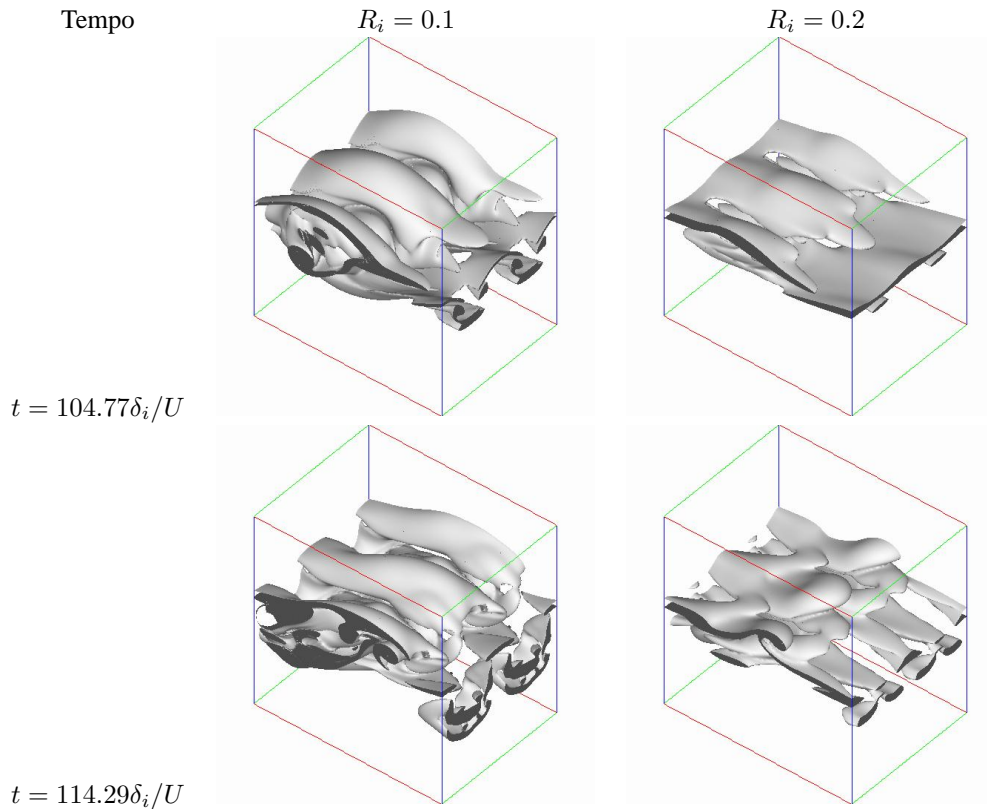 Tempo R_i = 0.1 R_i = 0.2
t = 104.77δ_i/U
t = 114.29δ_i/U